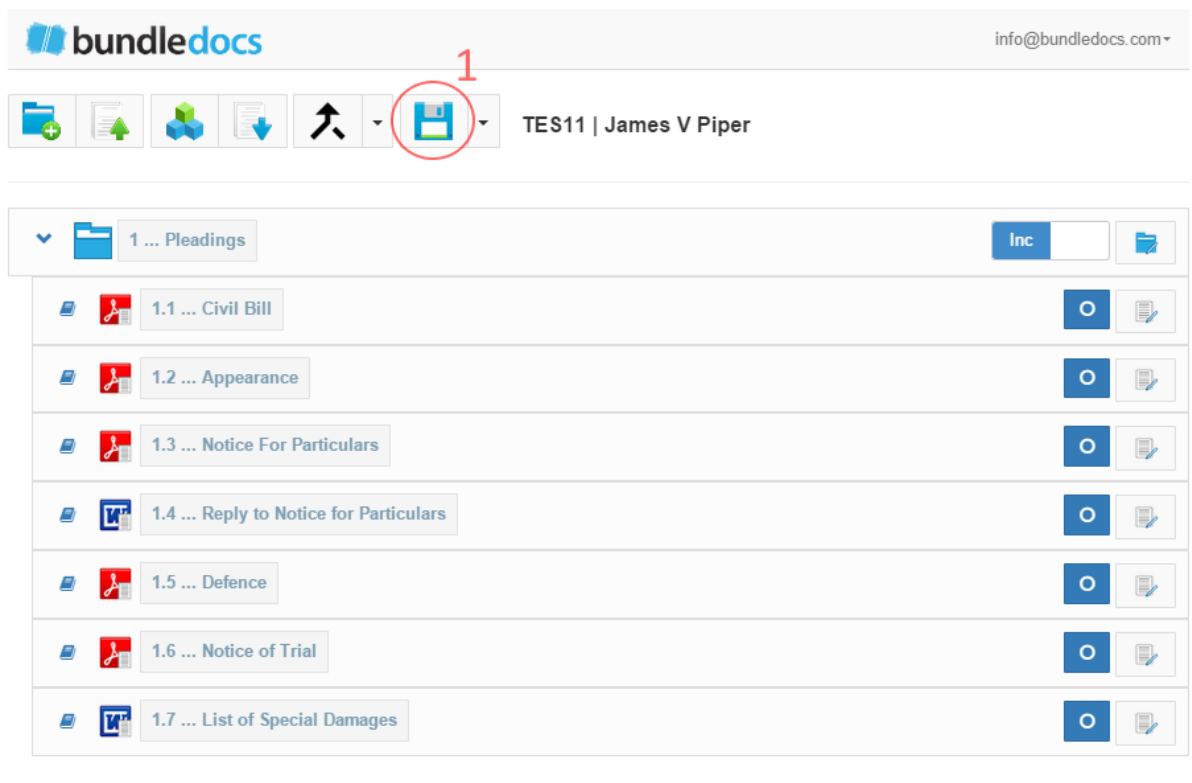 bundledocs
info@bundledocs.com
1
TES11 | James V Piper
1 ... Pleadings
Inc
1.1 ... Civil Bill
O
1.2 ... Appearance
O
1.3 ... Notice For Particulars
O
1.4 ... Reply to Notice for Particulars
O
1.5 ... Defence
O
1.6 ... Notice of Trial
O
1.7 ... List of Special Damages
O